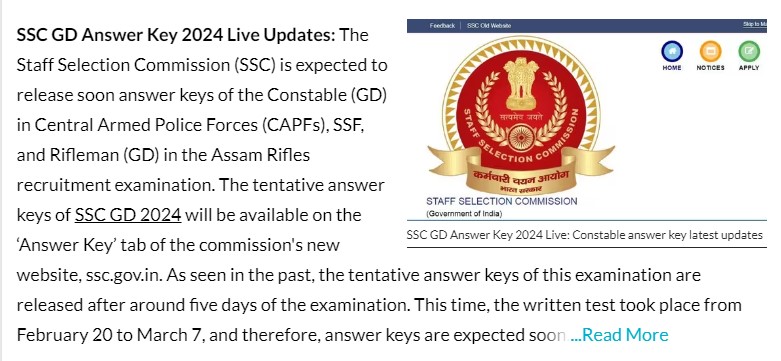 SSC GD Answer Key 2024 Live Updates: The
Staff Selection Commission (SSC) is expected to
release soon answer keys of the Constable (GD)
in Central Armed Police Forces (CAPFs), SSF,
and Rifleman (GD) in the Assam Rifles
recruitment examination. The tentative answer
keys of SSC GD 2024 will be available on the
‘Answer Key’ tab of the commission's new
website, ssc.gov.in. As seen in the past, the tentative answer keys of this examination are
released after around five days of the examination. This time, the written test took place from
February 20 to March 7, and therefore, answer keys are expected soon ...Read More
Feedback | SSC Old Website
Skip to Ma
HOME NOTICES APPLY
सत्यमेव जयते
STAFF SELECTION COMMISSION
कर्मचारी चयन आयोग
भारत सरकार
STAFF SELECTION COMMISSION
(Government of India)
SSC GD Answer Key 2024 Live: Constable answer key latest updates